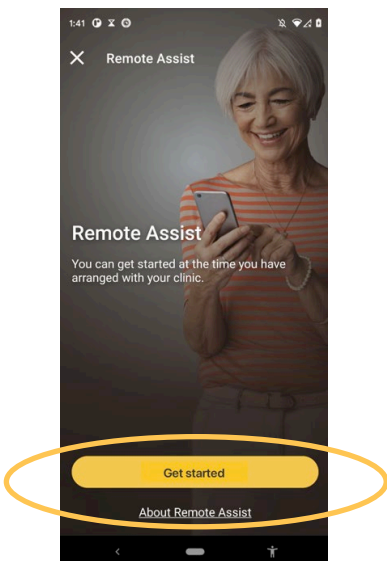 1:41
Remote Assist
Remote Assist
You can get started at the time you have
arranged with your clinic.
Get started
About Remote Assist